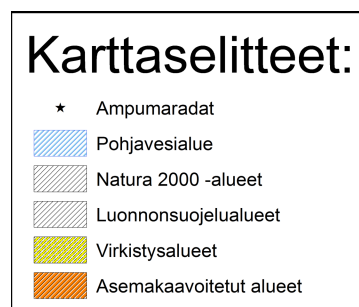 Karttaselitteet:
Ampumaradat
Pohjavesialue
Natura 2000 -alueet
Luonnonsuojelualueet
Virkistysalueet
Asemakaavoitetut alueet